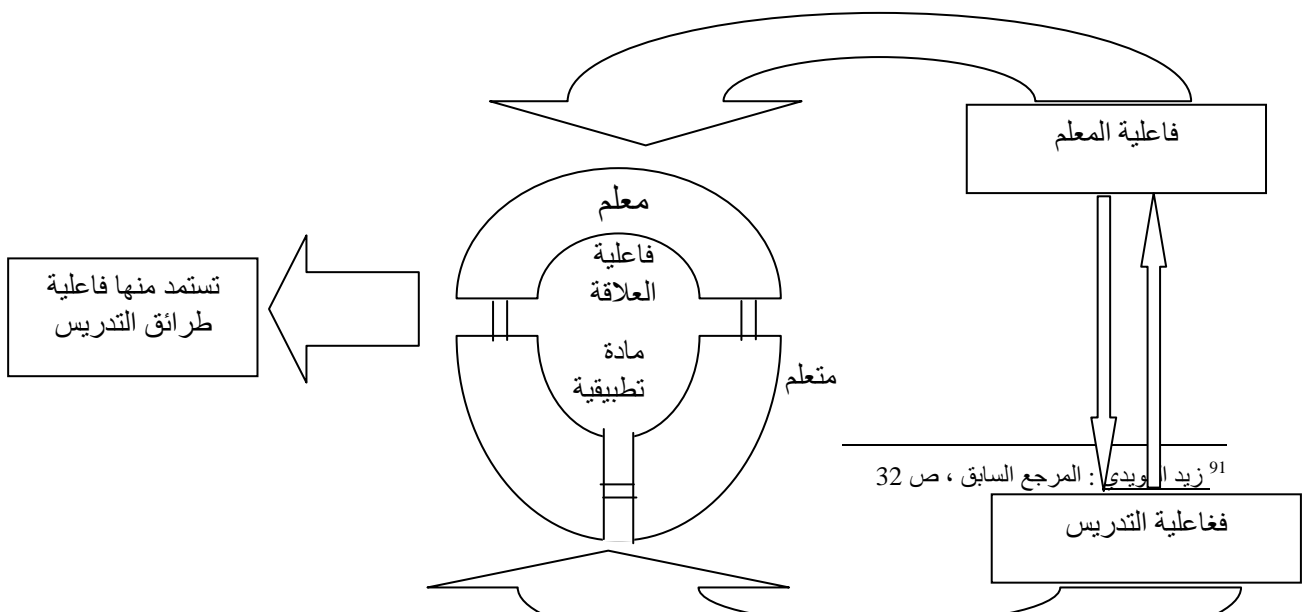 فاعلية المعلم
معلم
فاعلية
العلاقة
تستمد منها فاعلية
طرائق التدريس
مادة
تطبيقية
متعلم
91 زيد : المرجع السابق ، ص 32
فغاعلية التدريس